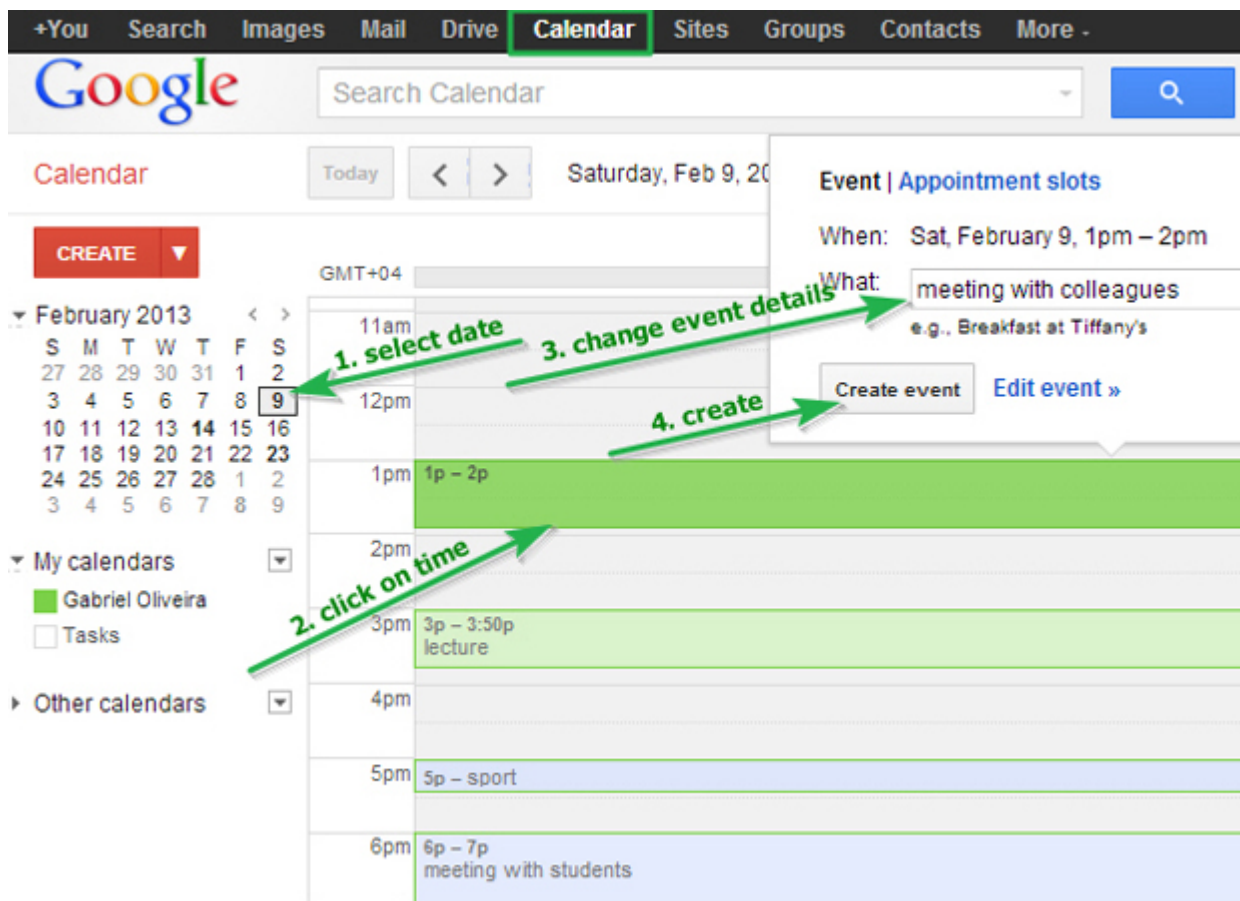 +You Search Images Mail Drive Calendar Sites Groups Contacts More
Google
Search Calendar
Calendar
Today
Saturday, Feb 9, 20
Event | Appointment slots
When: Sat, February 9, 1pm – 2pm
What: meeting with colleagues
e.g., Breakfast at Tiffany's
Create event Edit event »
CREATE
GMT+04
February 2013 < >
S M T W T F S
27 28 29 30 31 1 2
3 4 5 6 7 8 9
10 11 12 13 14 15 16
17 18 19 20 21 22 23
24 25 26 27 28 1 2
3 4 5 6 7 8 9
My calendars
Gabriel Oliveira
Tasks
Other calendars
1. select date
2. click on time
3. change event details
4. create
11am
12pm
1pm 1p – 2p
2pm
3pm 3p – 3:50p
lecture
4pm
5pm 5p – sport
6pm 6p – 7p
meeting with students